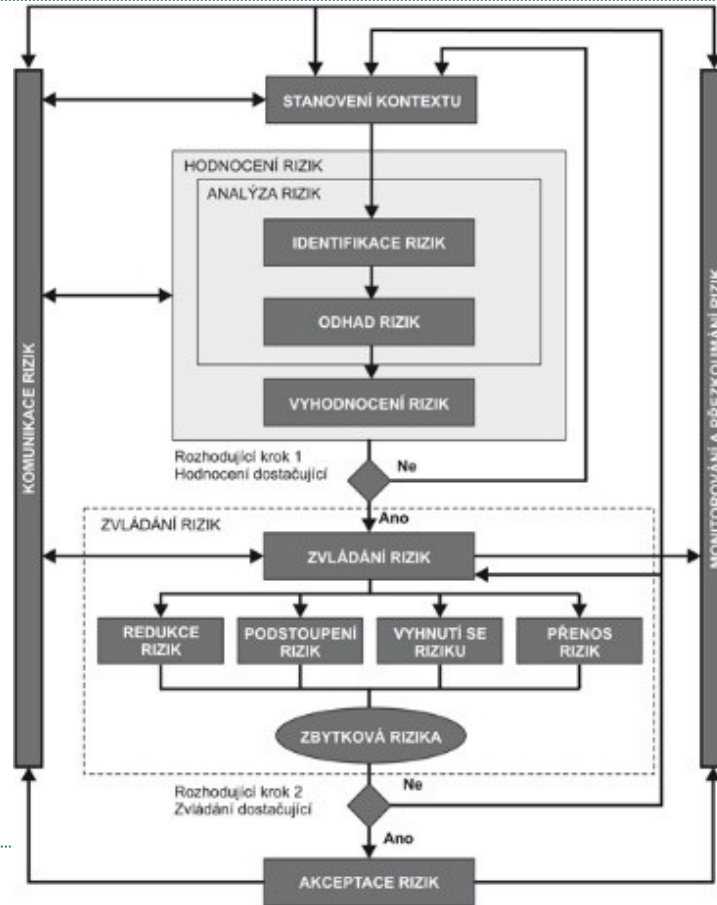 STANOVENÍ KONTEXTU
HODNOCENÍ RIZIK
ANALÝZA RIZIK
IDENTIFIKACE RIZIK
ODHAD RIZIK
VYHODNOCENÍ RIZIK
KOMUNIKACE RIZIK
MONITOROVÁNÍ A PŘEZKOUMÁNÍ RIZIK
Rozhodující krok 1
Hodnocení dostačující
Ne
Ano
ZVLÁDÁNÍ RIZIK
ZVLÁDÁNÍ RIZIK
REDUKCE
RIZIK
PODSTOUPENÍ
RIZIK
VYHNUTÍ SE
RIZIKU
PŘENOS
RIZIK
ZBYTKOVÁ RIZIKA
Rozhodující krok 2
Zvládání dostačující
Ne
Ano
AKCEPTACE RIZIK